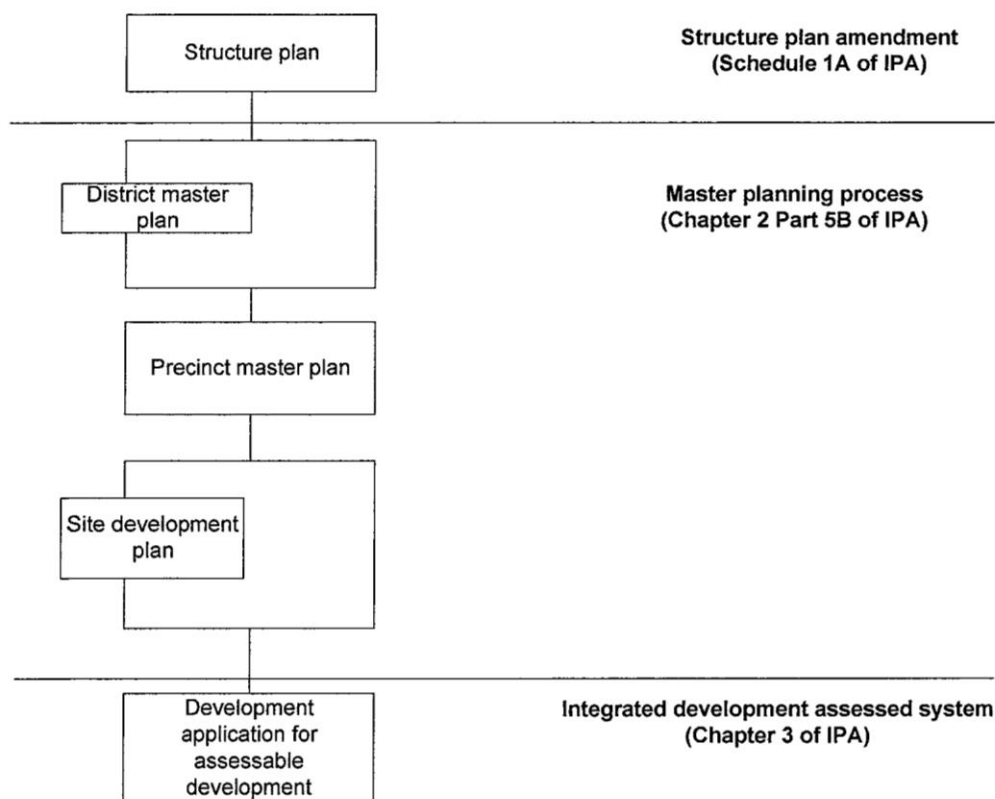 Structure plan
Structure plan amendment
(Schedule 1A of IPA)
District master
plan
Master planning process
(Chapter 2 Part 5B of IPA)
Precinct master plan
Site development
plan
Development
application for
assessable
development
Integrated development assessed system
(Chapter 3 of IPA)